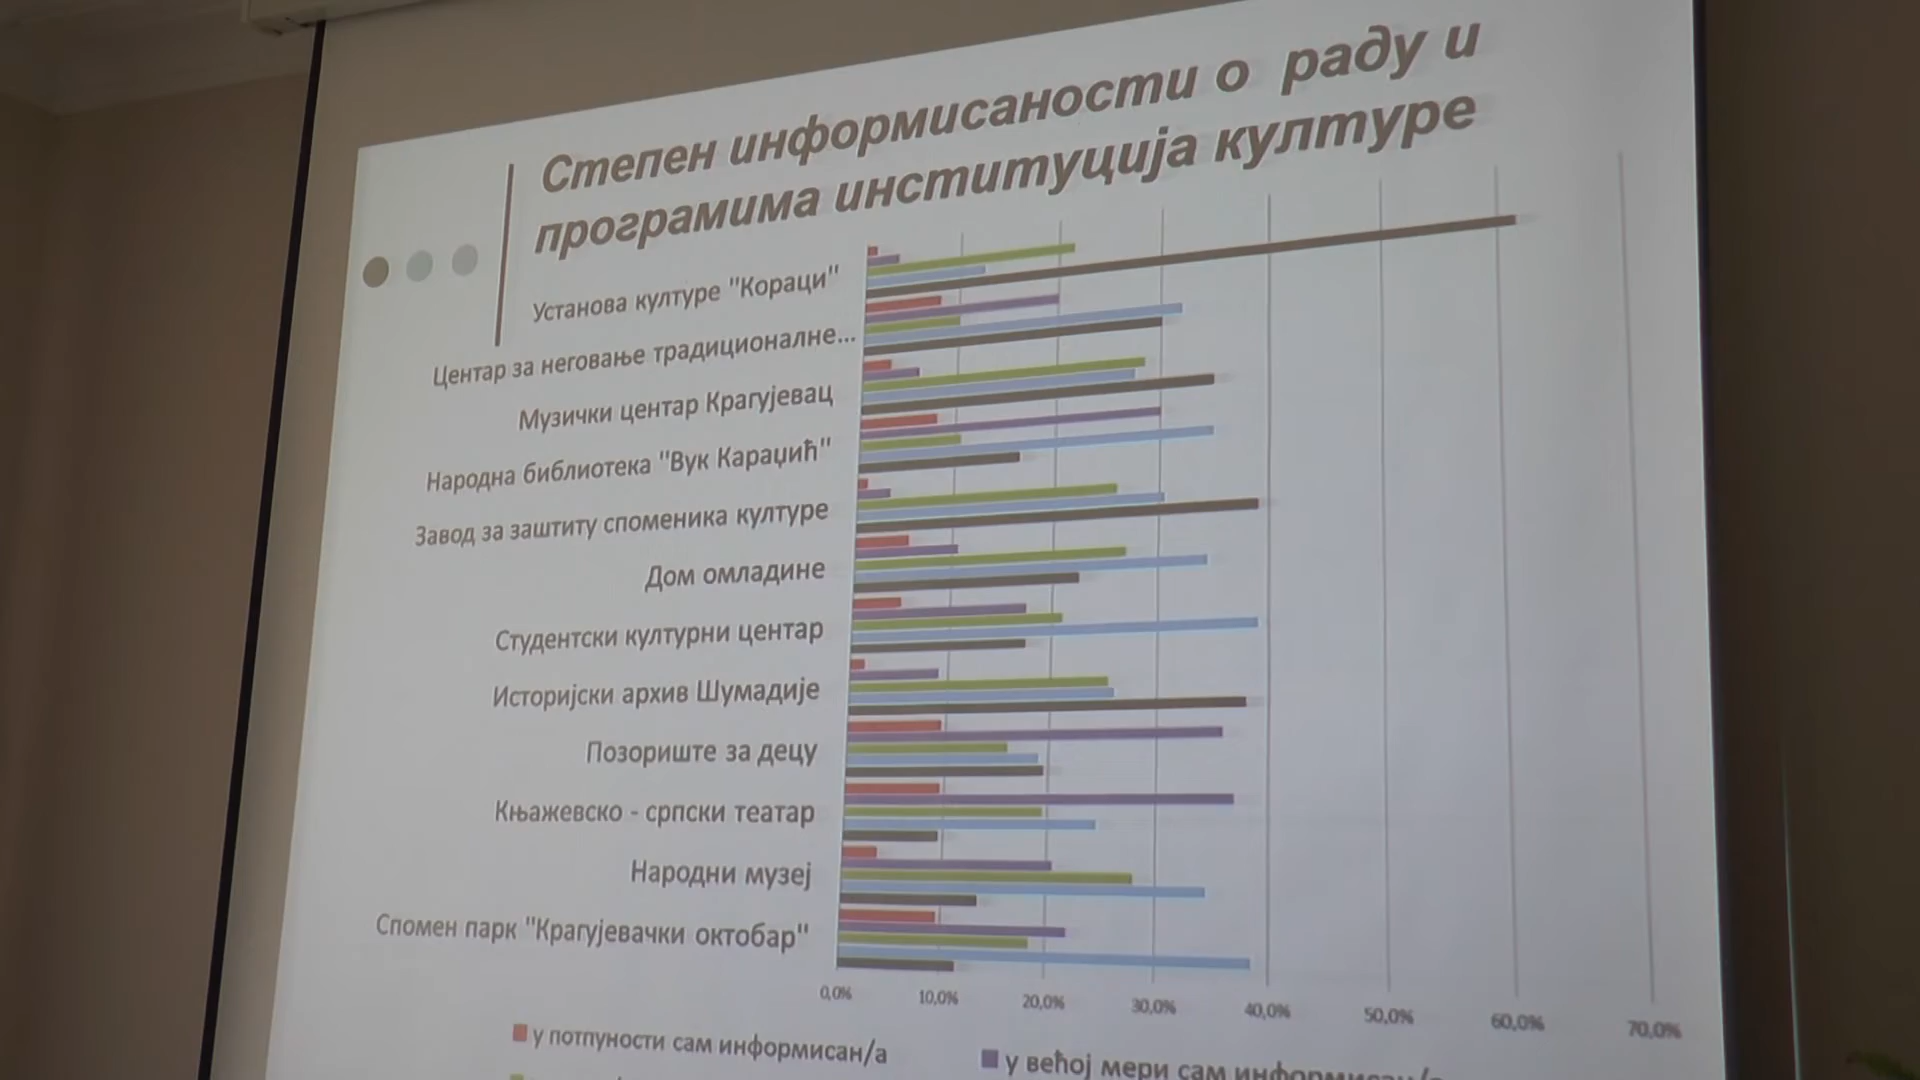 Степен информисаности о раду и
програмима институција културе
Установа културе "Кораци"
Центар за неговање традиционалне...
Музички центар Крагујевац
Народна библиотека "Вук Караџић"
Завод за заштиту споменика културе
Дом омладине
Студентски културни центар
Историјски архив Шумадије
Позориште за децу
Књажевско - српски театар
Народни музеј
Спомен парк "Крагујевачки октобар"
0,0% 10,0% 20,0% 30,0% 40,0% 50,0% 60,0% 70,0%
у потпуности сам информисан/а
у већој мери сам информисан/а